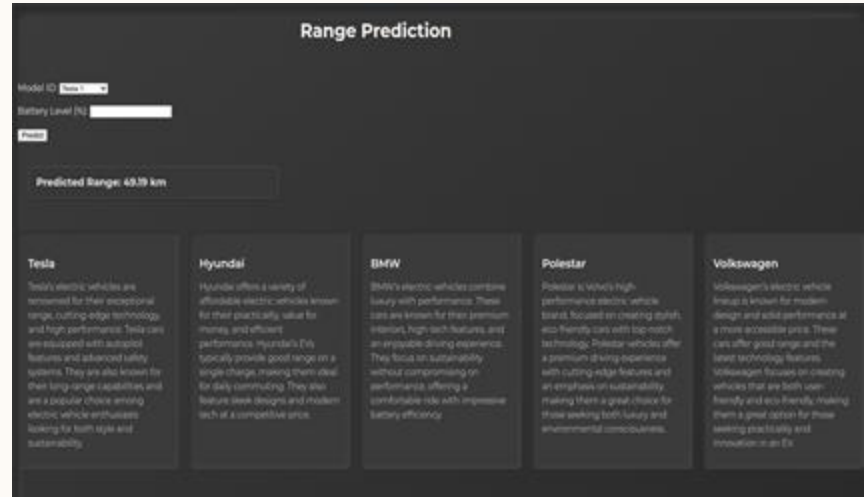 Range Prediction
Model ID: Tesla 1
Battery Level (%):
Predict
Predicted Range: 49.19 km
Tesla
Tesla's electric vehicles are
renowned for their exceptional
range, cutting-edge technology,
and high performance. Tesla cars
are equipped with autopilot
features and advanced safety
systems. They are also known for
their long-range capabilities and
are a popular choice among
electric vehicle enthusiasts
looking for both style and
sustainability.
Hyundai
Hyundai offers a variety of
affordable electric vehicles known
for their practicality, value for
money, and efficient
performance. Hyundai's EVs
typically provide good range on a
single charge, making them ideal
for daily commuting. They also
feature sleek designs and modern
tech at a competitive price.
BMW
BMW's electric vehicles combine
luxury with performance. These
cars are known for their premium
interiors, high-tech features, and
an enjoyable driving experience.
They focus on sustainability
without compromising on
performance, offering a
comfortable ride with impressive
battery efficiency.
Polestar
Polestar is Volvo's high-
performance electric vehicle
brand, focused on creating stylish,
eco-friendly cars with top-notch
technology. Polestar vehicles offer
a premium driving experience
with cutting-edge features and
an emphasis on sustainability,
making them a great choice for
those seeking both luxury and
environmental consciousness.
Volkswagen
Volkswagen's electric vehicle
lineup is known for modern
design and solid performance at
a more accessible price. These
cars offer good range and the
latest technology features.
Volkswagen focuses on creating
vehicles that are both user-
friendly and eco-friendly, making
them a great option for those
seeking practicality and
innovation in an EV.